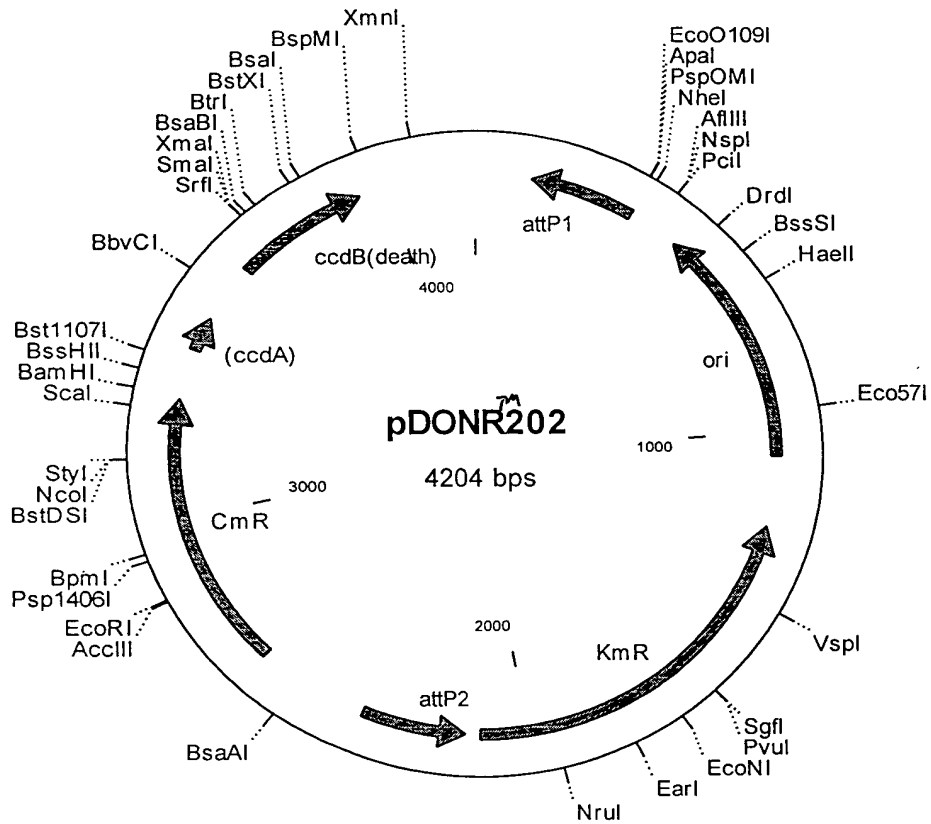 XmnI
BspMI
BsaI
BstXI
BtrI
BsaBI
XmaI
SmaI
SrfI
BbvCI
Bst1107I
BssHII
BamHI
ScaI
StyI
NcoI
BstDSI
BpmI
Psp1406I
EcoRI
AccIII
BsaAI
EcoO109I
ApaI
PspOMI
NheI
AflIII
NspI
PciI
DrdI
BssSI
HaeII
Eco57I
VspI
SgfI
PvuI
EcoNI
EarI
NruI
attP1
ccdB(death)
4000
(ccdA)
ori
pDONR™202
4204 bps
1000
3000
CmR
2000
KmR
attP2